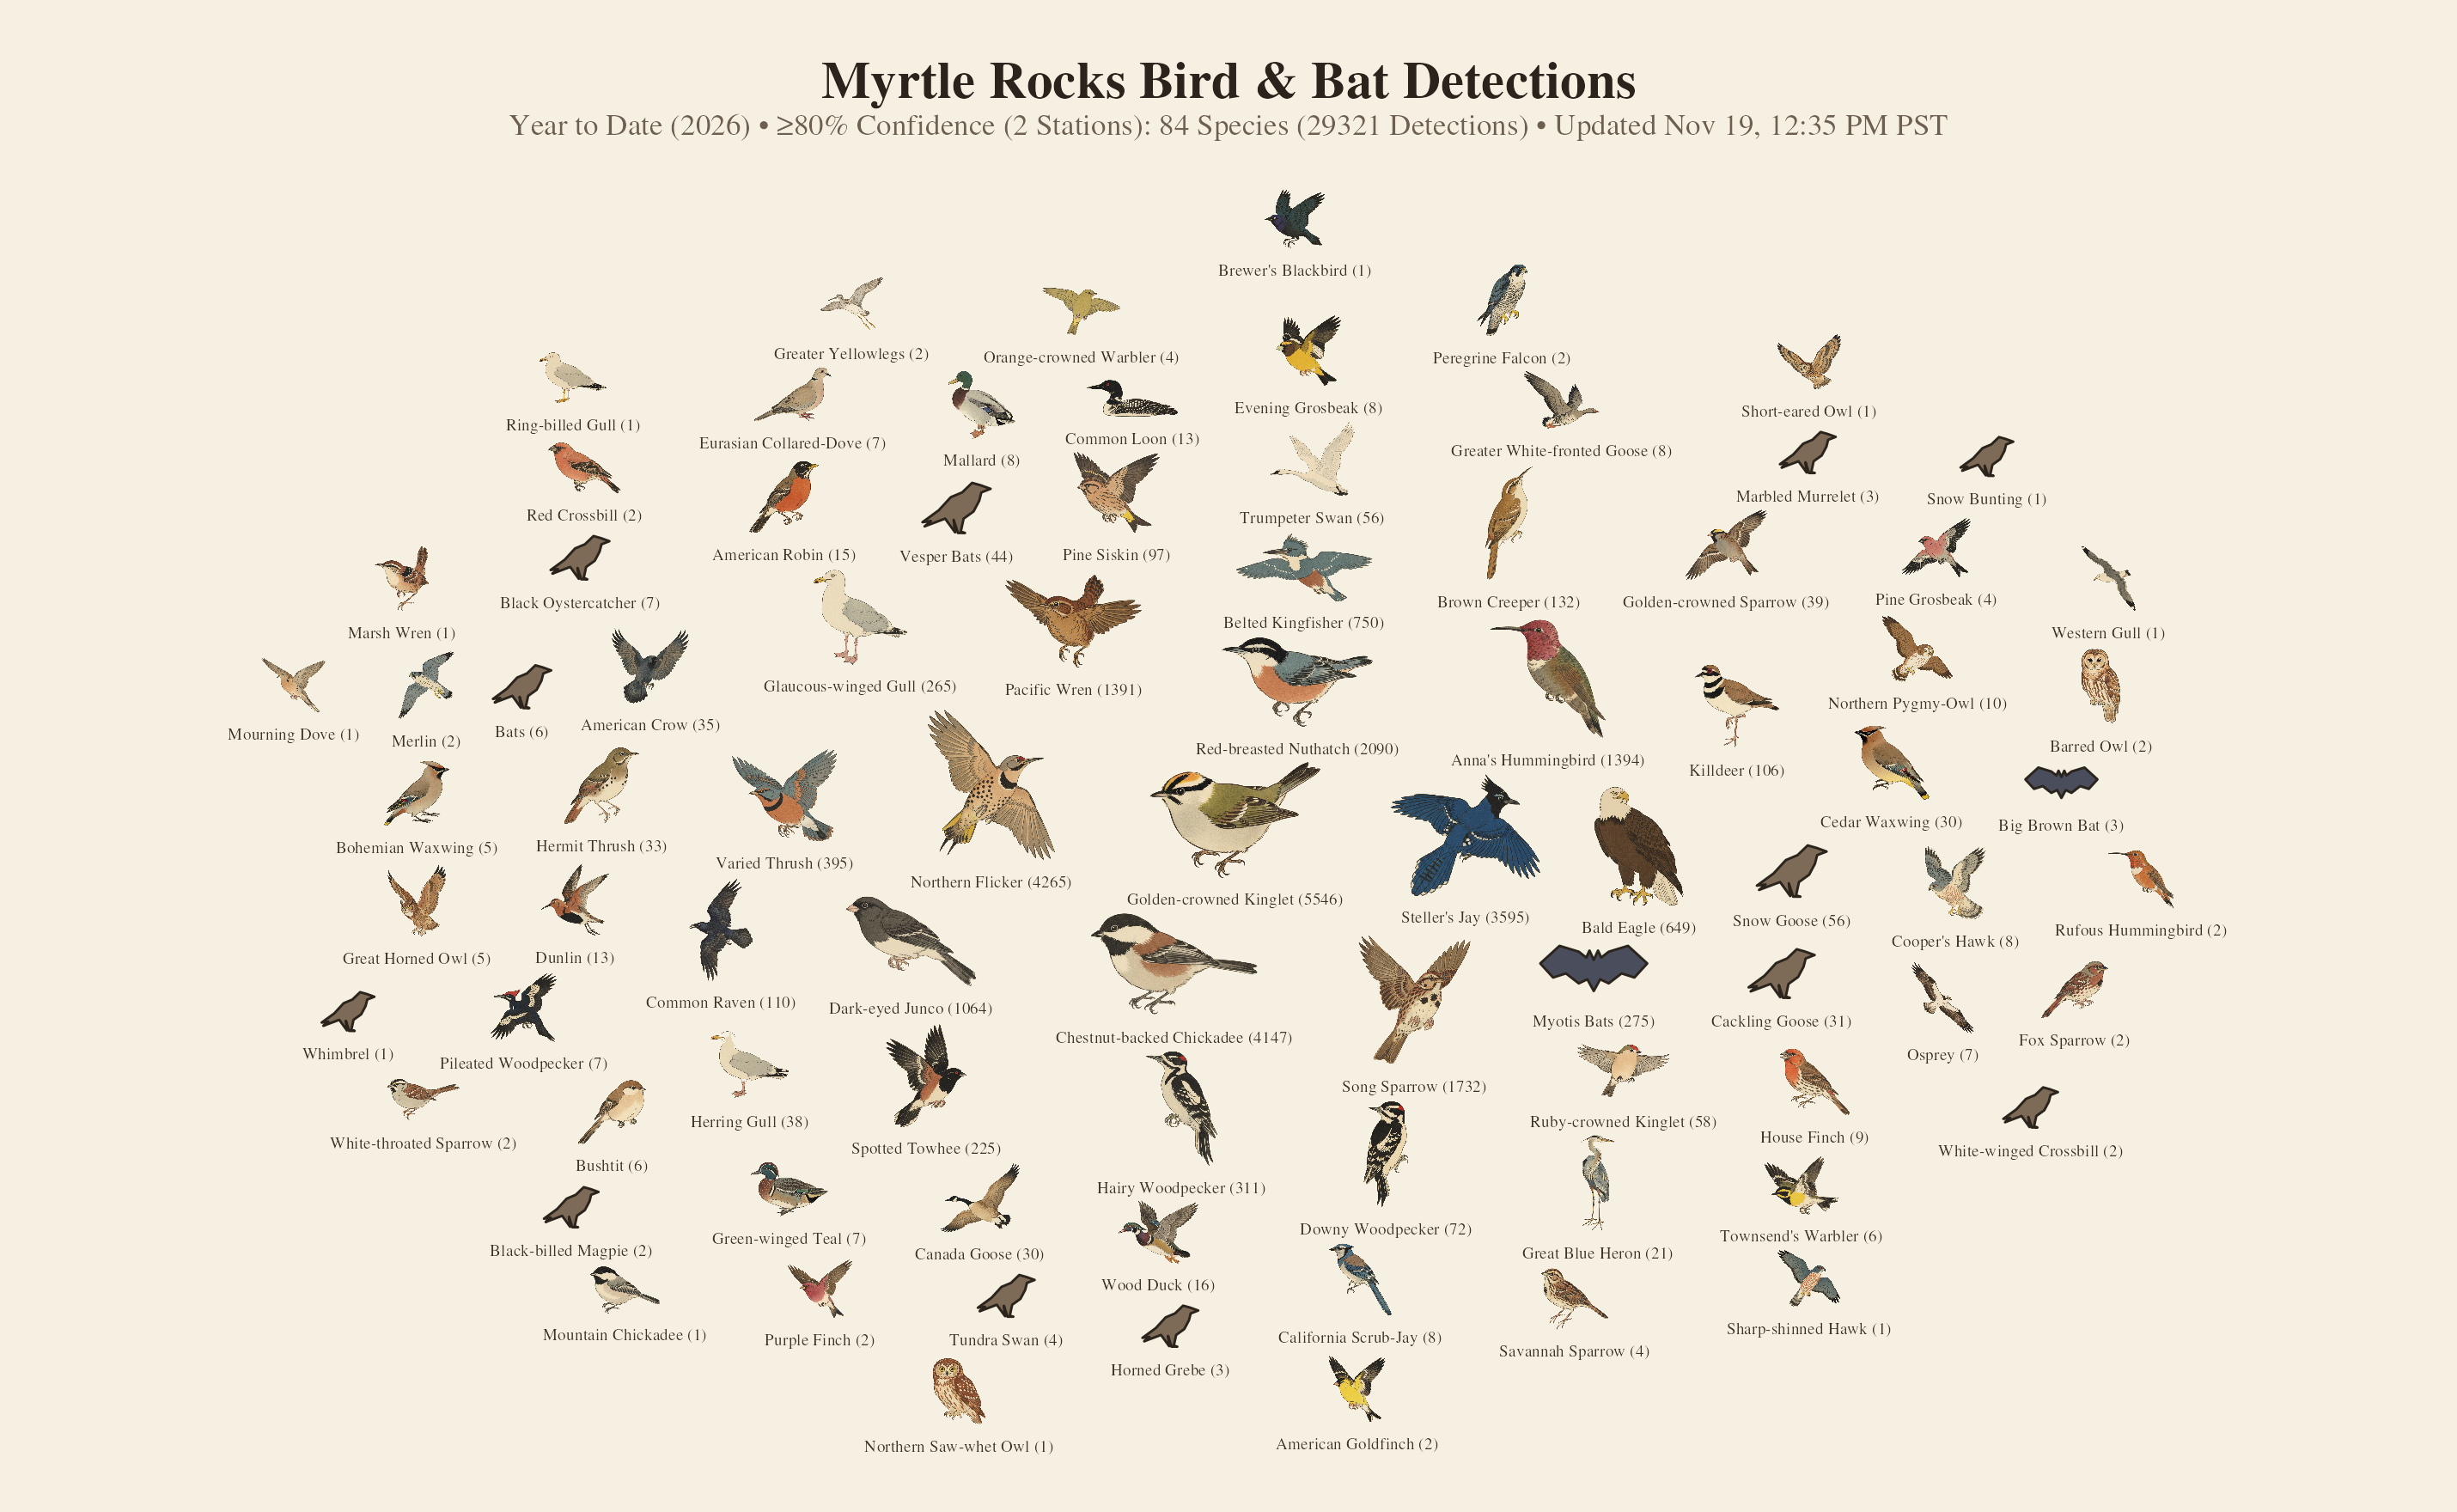 Myrtle Rocks Bird & Bat Detections
Year to Date (2026) • ≥80% Confidence (2 Stations): 84 Species (29321 Detections) • Updated Nov 19, 12:35 PM PST
Brewer's Blackbird (1)
Greater Yellowlegs (2)
Orange-crowned Warbler (4)
Peregrine Falcon (2)
Evening Grosbeak (8)
Short-eared Owl (1)
Ring-billed Gull (1)
Eurasian Collared-Dove (7)
Common Loon (13)
Greater White-fronted Goose (8)
Mallard (8)
Marbled Murrelet (3)
Snow Bunting (1)
Red Crossbill (2)
Trumpeter Swan (56)
American Robin (15)
Vesper Bats (44)
Pine Siskin (97)
Black Oystercatcher (7)
Brown Creeper (132)
Golden-crowned Sparrow (39)
Pine Grosbeak (4)
Belted Kingfisher (750)
Marsh Wren (1)
Western Gull (1)
Glaucous-winged Gull (265)
Pacific Wren (1391)
Northern Pygmy-Owl (10)
Mourning Dove (1)
Merlin (2)
Bats (6)
American Crow (35)
Red-breasted Nuthatch (2090)
Anna's Hummingbird (1394)
Killdeer (106)
Barred Owl (2)
Bohemian Waxwing (5)
Hermit Thrush (33)
Varied Thrush (395)
Northern Flicker (4265)
Cedar Waxwing (30)
Big Brown Bat (3)
Golden-crowned Kinglet (5546)
Steller's Jay (3595)
Bald Eagle (649)
Snow Goose (56)
Cooper's Hawk (8)
Rufous Hummingbird (2)
Great Horned Owl (5)
Dunlin (13)
Common Raven (110)
Dark-eyed Junco (1064)
Chestnut-backed Chickadee (4147)
Myotis Bats (275)
Cackling Goose (31)
Osprey (7)
Fox Sparrow (2)
Whimbrel (1)
Pileated Woodpecker (7)
Song Sparrow (1732)
Herring Gull (38)
Spotted Towhee (225)
Ruby-crowned Kinglet (58)
House Finch (9)
White-winged Crossbill (2)
White-throated Sparrow (2)
Bushtit (6)
Hairy Woodpecker (311)
Downy Woodpecker (72)
Green-winged Teal (7)
Canada Goose (30)
Great Blue Heron (21)
Townsend's Warbler (6)
Black-billed Magpie (2)
Wood Duck (16)
Mountain Chickadee (1)
Purple Finch (2)
Tundra Swan (4)
Horned Grebe (3)
California Scrub-Jay (8)
Savannah Sparrow (4)
Sharp-shinned Hawk (1)
Northern Saw-whet Owl (1)
American Goldfinch (2)